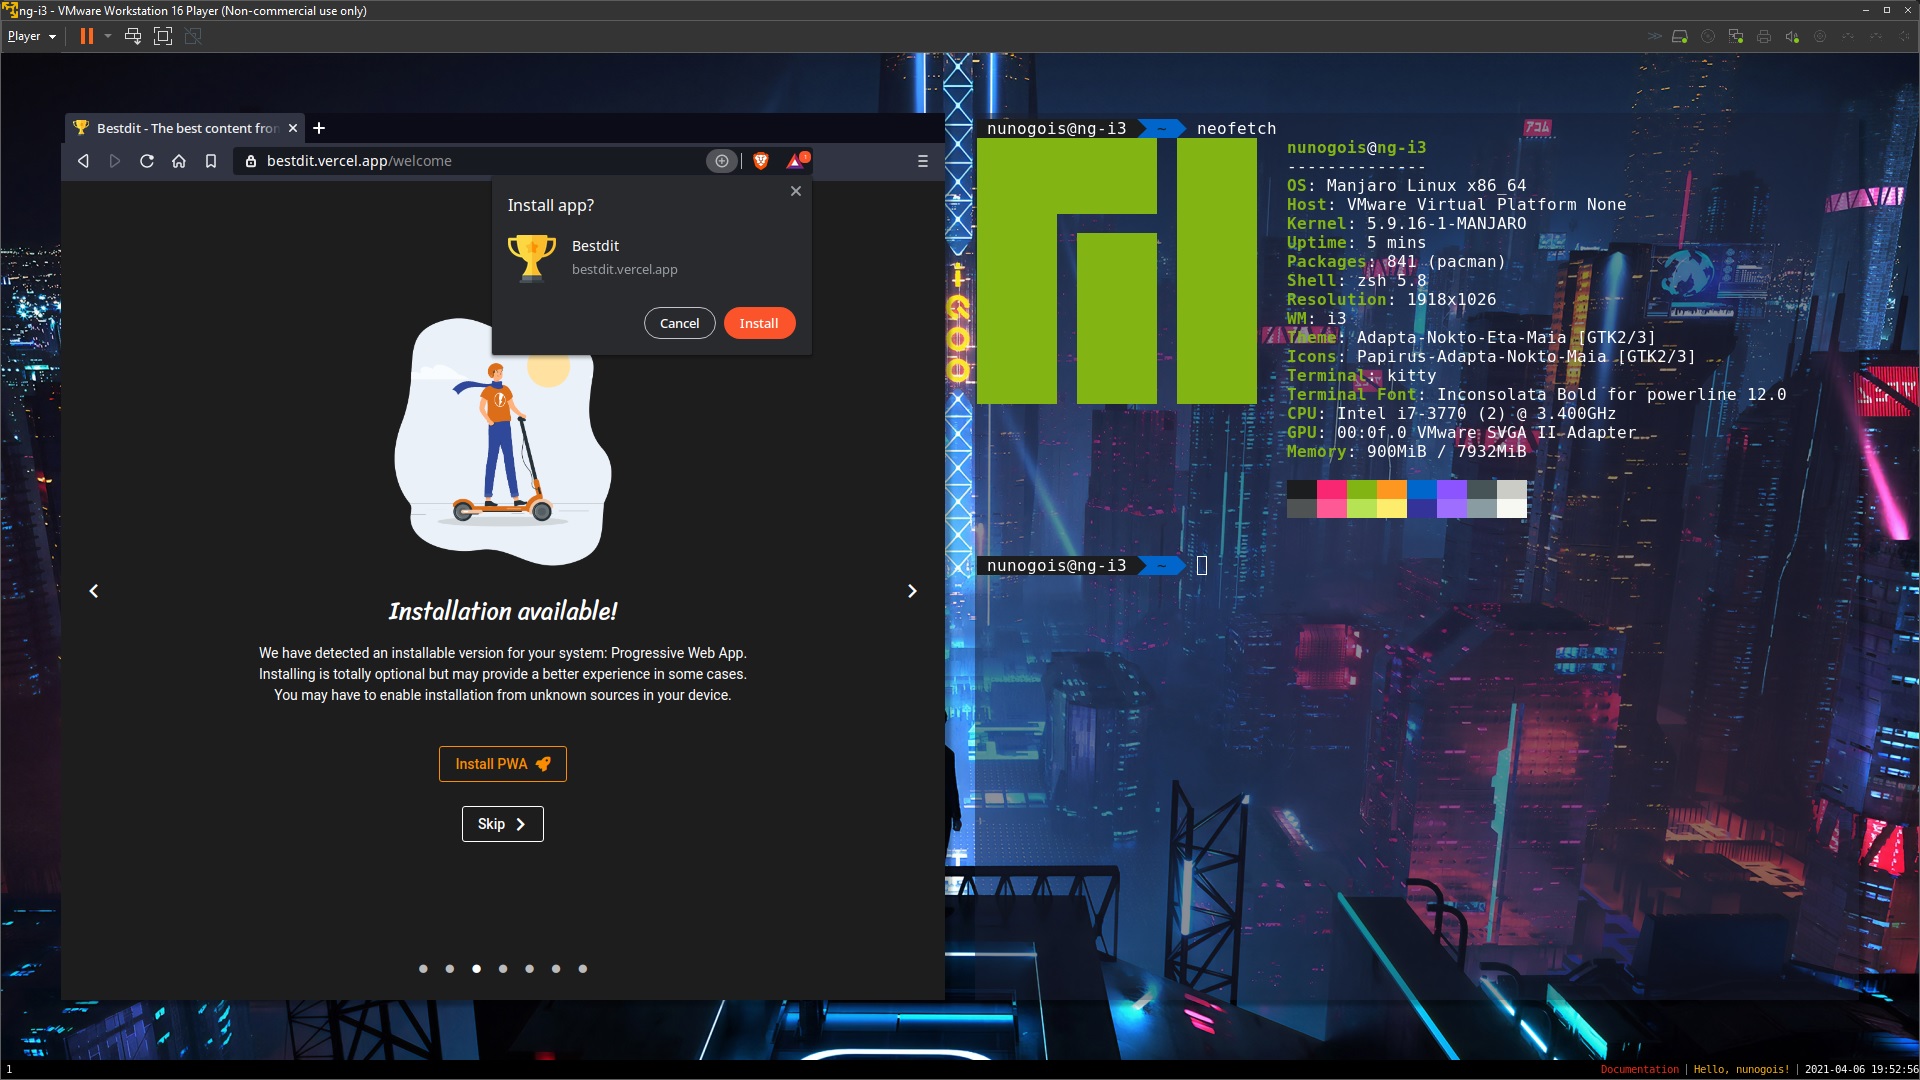 ng-i3 - VMware Workstation 16 Player (Non-commercial use only)
Player
Bestdit - The best content from
bestdit.vercel.app/welcome
Install app?
Bestdit
bestdit.vercel.app
Cancel
Install
Installation available!
We have detected an installable version for your system: Progressive Web App.
Installing is totally optional but may provide a better experience in some cases.
You may have to enable installation from unknown sources in your device.
Install PWA
Skip
nunogois@ng-i3 ~ neofetch
nunogois@ng-i3
--------------
OS: Manjaro Linux x86_64
Host: VMware Virtual Platform None
Kernel: 5.9.16-1-MANJARO
Uptime: 5 mins
Packages: 841 (pacman)
Shell: zsh 5.8
Resolution: 1918x1026
WM: i3
Theme: Adapta-Nokto-Eta-Maia [GTK2/3]
Icons: Papirus-Adapta-Nokto-Maia [GTK2/3]
Terminal: kitty
Terminal Font: Inconsolata Bold for powerline 12.0
CPU: Intel i7-3770 (2) @ 3.400GHz
GPU: 00:0f.0 VMware SVGA II Adapter
Memory: 900MiB / 7932MiB
nunogois@ng-i3 ~
アコム
1
Documentation | Hello, nunogois! | 2021-04-06 19:52:56